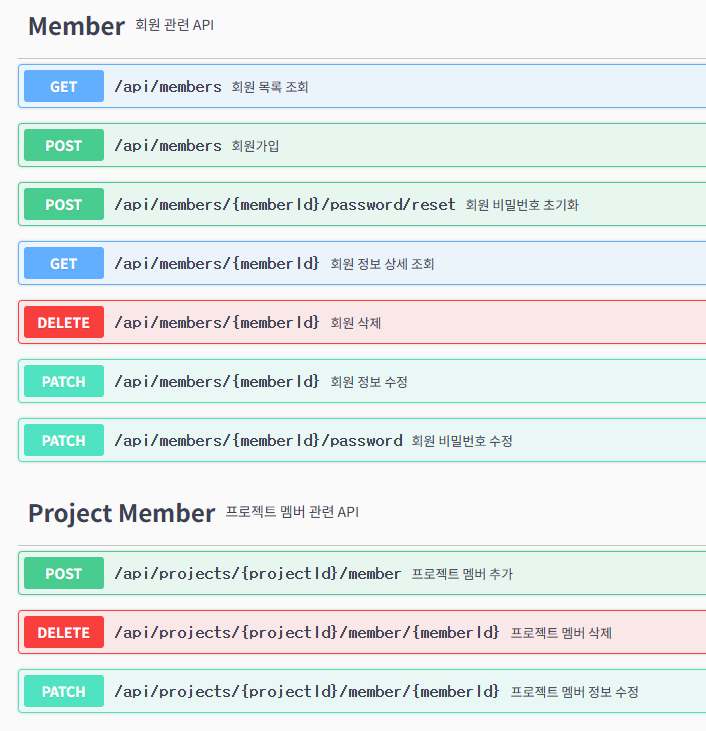 Member 회원 관련 API
GET /api/members 회원 목록 조회
POST /api/members 회원가입
POST /api/members/{memberId}/password/reset 회원 비밀번호 초기화
GET /api/members/{memberId} 회원 정보 상세 조회
DELETE /api/members/{memberId} 회원 삭제
PATCH /api/members/{memberId} 회원 정보 수정
PATCH /api/members/{memberId}/password 회원 비밀번호 수정
Project Member 프로젝트 멤버 관련 API
POST /api/projects/{projectId}/member 프로젝트 멤버 추가
DELETE /api/projects/{projectId}/member/{memberId} 프로젝트 멤버 삭제
PATCH /api/projects/{projectId}/member/{memberId} 프로젝트 멤버 정보 수정